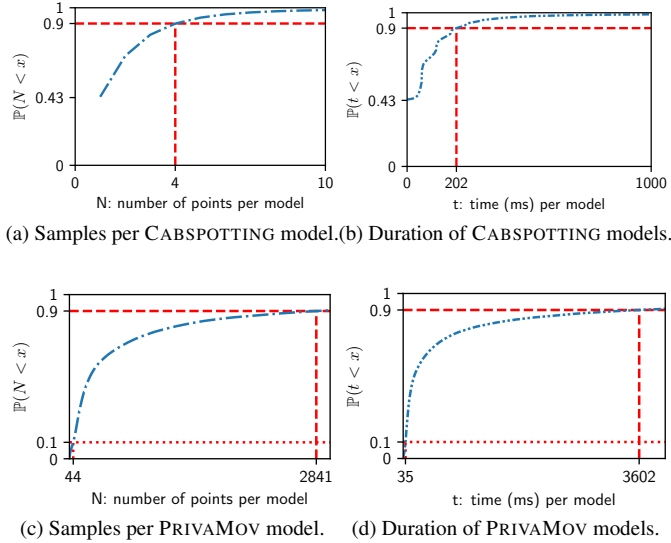 1
0.9
0.43
0
ℙ(N < x)
0 4 10
N: number of points per model
1
0.9
0.43
0
ℙ(t < x)
0 202 1000
t: time (ms) per model
(a) Samples per CABSPOTTING model.(b) Duration of CABSPOTTING models.
1
0.9
0.1
0
ℙ(N < x)
44 2841
N: number of points per model
1
0.9
0.1
0
ℙ(t < x)
35 3602
t: time (ms) per model
(c) Samples per PRIVAMOV model. (d) Duration of PRIVAMOV models.